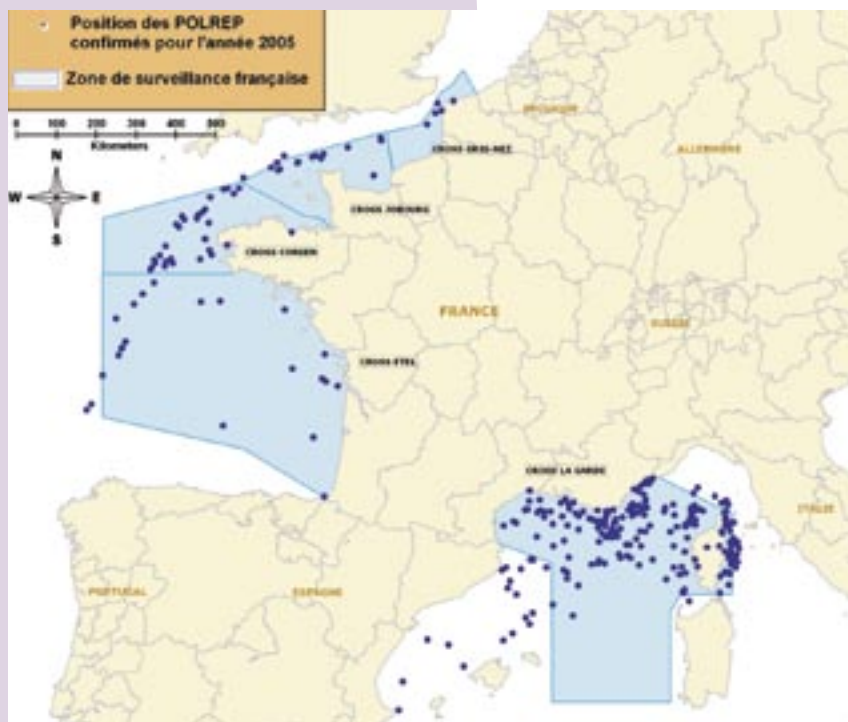 Position des POLREP
confirmés pour l'année 2005
Zone de surveillance française
0 100 200 300 400 500
Kilometers
N
W E
S
BELGIQUE
ALLEMAGNE
CROSS GRIS-NEZ
CROSS JOBOURG
CROSS CORSEN
FRANCE
SUISSE
CROSS ETEL
CROSS LA GARDE
ITALIE
PORTUGAL
ESPAGNE